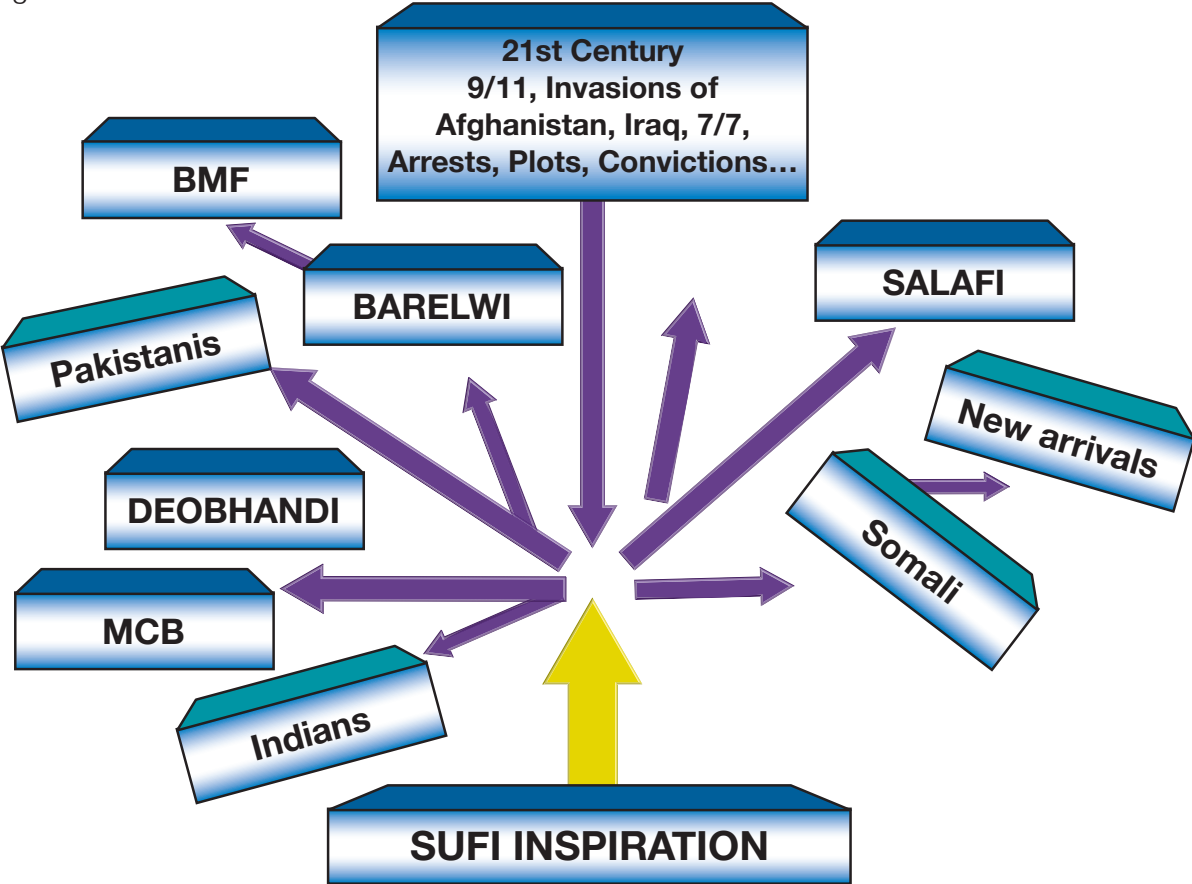 21st Century
9/11, Invasions of
Afghanistan, Iraq, 7/7,
Arrests, Plots, Convictions…
BMF
BARELWI
SALAFI
Pakistanis
New arrivals
DEOBHANDI
Somali
MCB
Indians
SUFI INSPIRATION